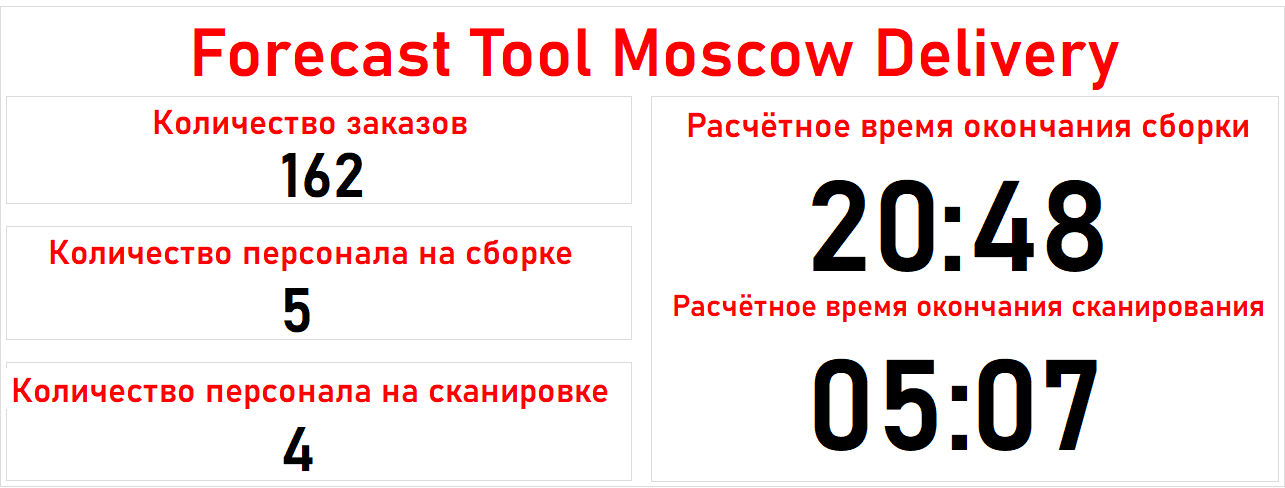 Forecast Tool Moscow Delivery
Количество заказов
162
Количество персонала на сборке
5
Количество персонала на сканировке
4
Расчётное время окончания сборки
20:48
Расчётное время окончания сканирования
05:07